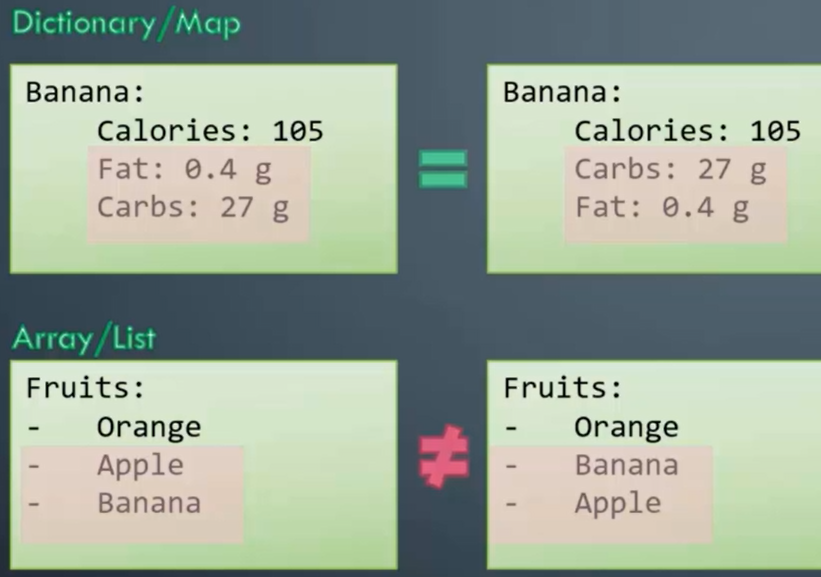 Dictionary/Map
Banana:
Calories: 105
Fat: 0.4 g
Carbs: 27 g
=
Banana:
Calories: 105
Carbs: 27 g
Fat: 0.4 g
Array/List
Fruits:
- Orange
- Apple
- Banana
≠
Fruits:
- Orange
- Banana
- Apple